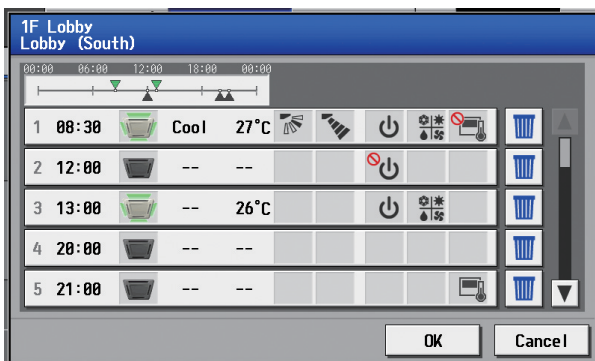 1F Lobby
Lobby (South)
00:00 06:00 12:00 18:00 00:00
1 08:30 Cool 27°C
2 12:00 -- --
3 13:00 -- 26°C
4 20:00 -- --
5 21:00 -- --
OK Cancel